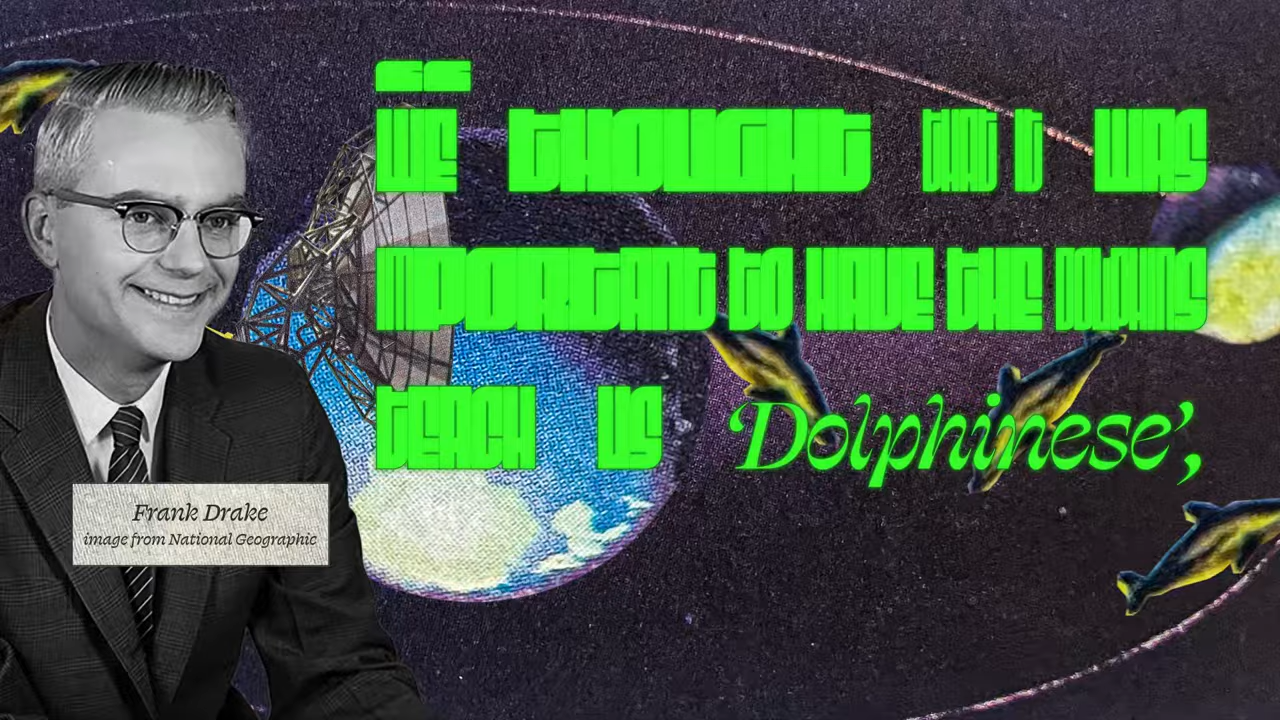 “
WE THOUGHT THAT IT WAS
IMPORTANT TO HAVE THE DOLPHINS
TEACH US ‘Dolphinese’,
Frank Drake
image from National Geographic